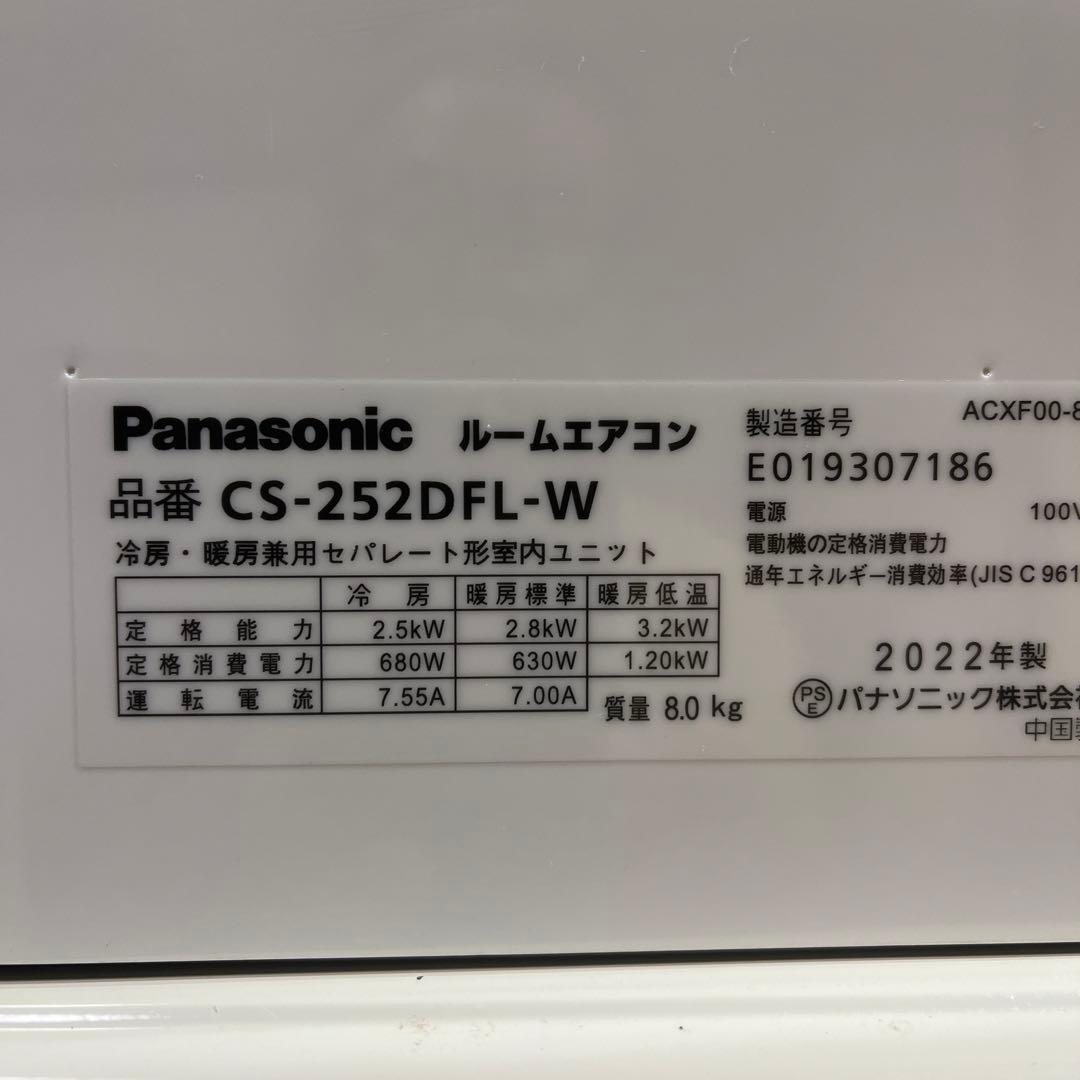 Panasonic ルームエアコン
品番 CS-252DFL-W
冷房・暖房兼用セパレート形室内ユニット
冷房 暖房標準 暖房低温
定格能力 2.5kW 2.8kW 3.2kW
定格消費電力 680W 630W 1.20kW
運転電流 7.55A 7.00A
質量 8.0 kg
ACXF00-8
製造番号
E019307186
電源 100V
電動機の定格消費電力
通年エネルギー消費効率(JIS C 961
2022年製
PSE パナソニック株式会社
中国製